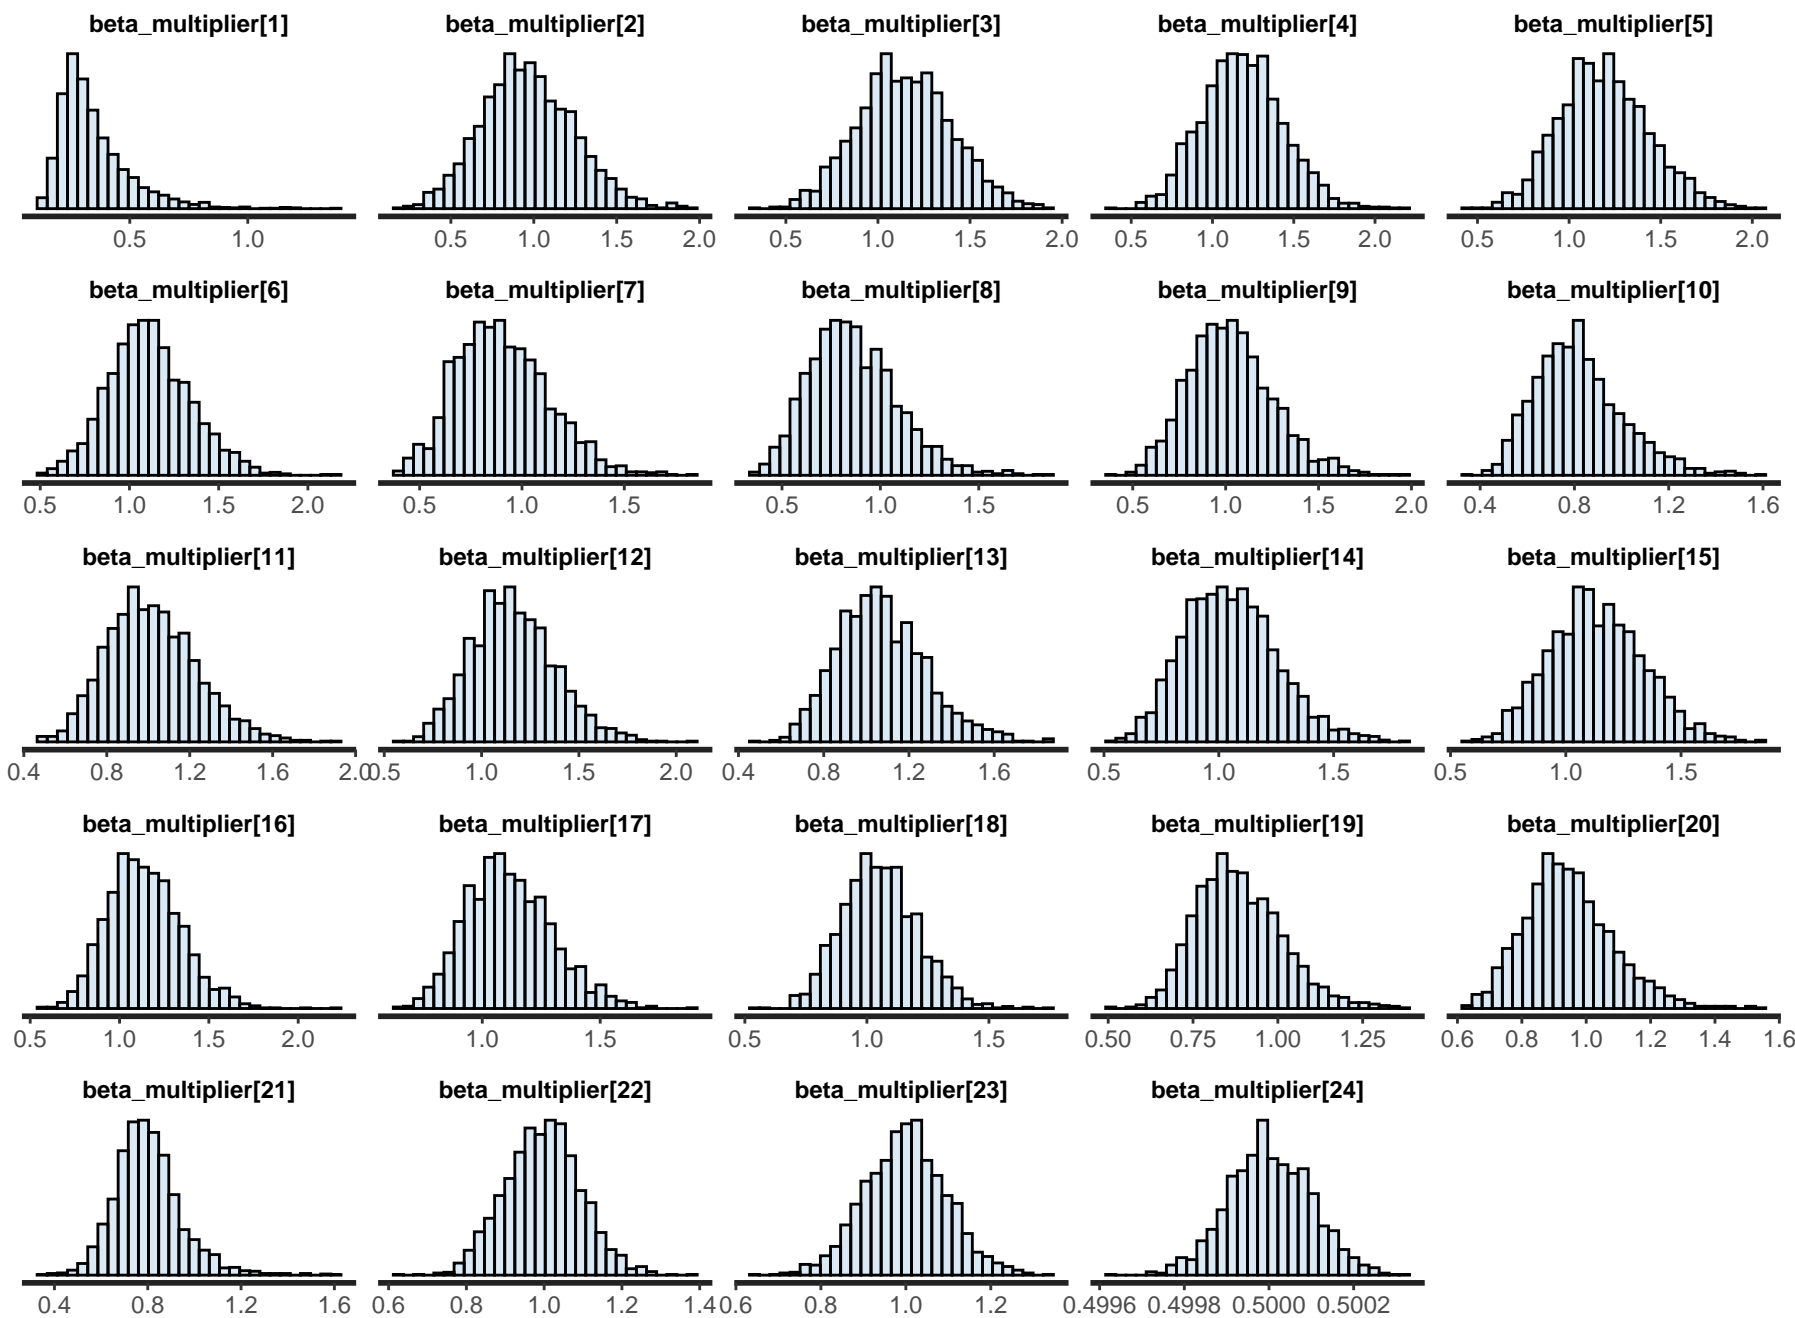 beta_multiplier[1] beta_multiplier[2] beta_multiplier[3] beta_multiplier[4] beta_multiplier[5]
0.5 1.0 0.5 1.0 1.5 2.0 0.5 1.0 1.5 2.0 0.5 1.0 1.5 2.0 0.5 1.0 1.5 2.0
beta_multiplier[6] beta_multiplier[7] beta_multiplier[8] beta_multiplier[9] beta_multiplier[10]
0.5 1.0 1.5 2.0 0.5 1.0 1.5 0.5 1.0 1.5 0.5 1.0 1.5 2.0 0.4 0.8 1.2 1.6
beta_multiplier[11] beta_multiplier[12] beta_multiplier[13] beta_multiplier[14] beta_multiplier[15]
0.4 0.8 1.2 1.6 2.0 0.5 1.0 1.5 2.0 0.4 0.8 1.2 1.6 0.5 1.0 1.5 0.5 1.0 1.5
beta_multiplier[16] beta_multiplier[17] beta_multiplier[18] beta_multiplier[19] beta_multiplier[20]
0.5 1.0 1.5 2.0 1.0 1.5 0.5 1.0 1.5 0.50 0.75 1.00 1.25 0.6 0.8 1.0 1.2 1.4 1.6
beta_multiplier[21] beta_multiplier[22] beta_multiplier[23] beta_multiplier[24]
0.4 0.8 1.2 1.6 0.6 0.8 1.0 1.2 1.4 0.6 0.8 1.0 1.2 0.4996 0.4998 0.5000 0.5002